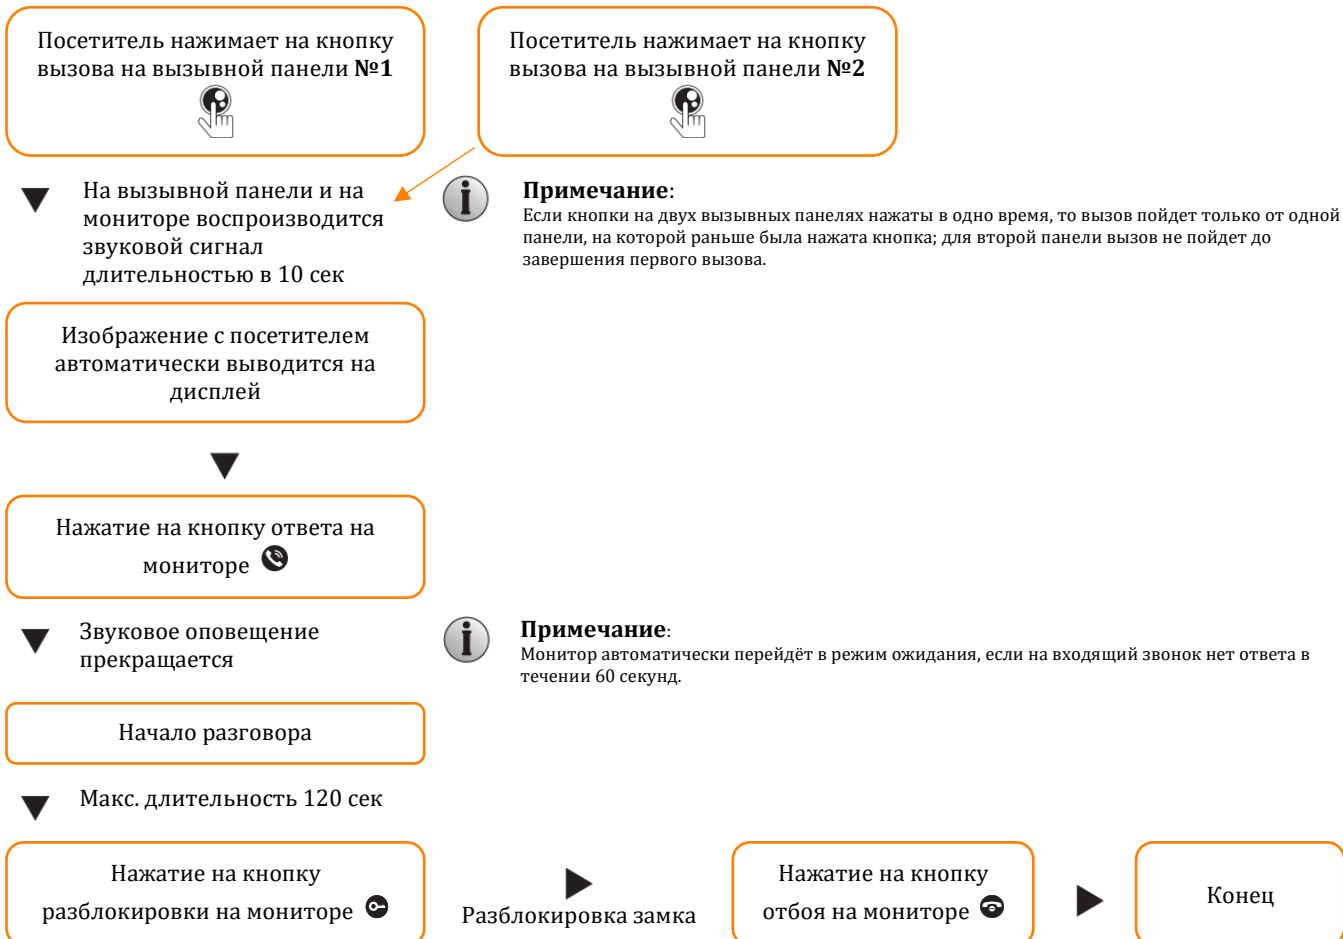 Посетитель нажимает на кнопку
вызова на вызывной панели №1
Посетитель нажимает на кнопку
вызова на вызывной панели №2
На вызывной панели и на
мониторе воспроизводится
звуковой сигнал
длительностью в 10 сек
Примечание:
Если кнопки на двух вызывных панелях нажаты в одно время, то вызов пойдет только от одной
панели, на которой раньше была нажата кнопка; для второй панели вызов не пойдет до
завершения первого вызова.
Изображение с посетителем
автоматически выводится на
дисплей
Нажатие на кнопку ответа на
мониторе
Звуковое оповещение
прекращается
Примечание:
Монитор автоматически перейдёт в режим ожидания, если на входящий звонок нет ответа в
течении 60 секунд.
Начало разговора
Макс. длительность 120 сек
Нажатие на кнопку
разблокировки на мониторе
Разблокировка замка
Нажатие на кнопку
отбоя на мониторе
Конец